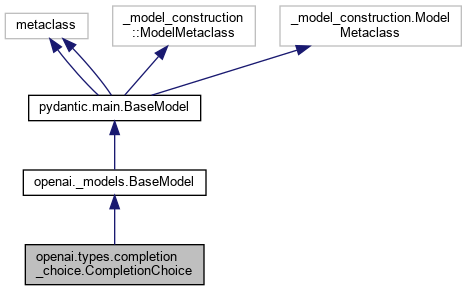 metaclass
_model_construction
::ModelMetaclass
_model_construction.Model
Metaclass
pydantic.main.BaseModel
openai._models.BaseModel
openai.types.completion
_choice.CompletionChoice